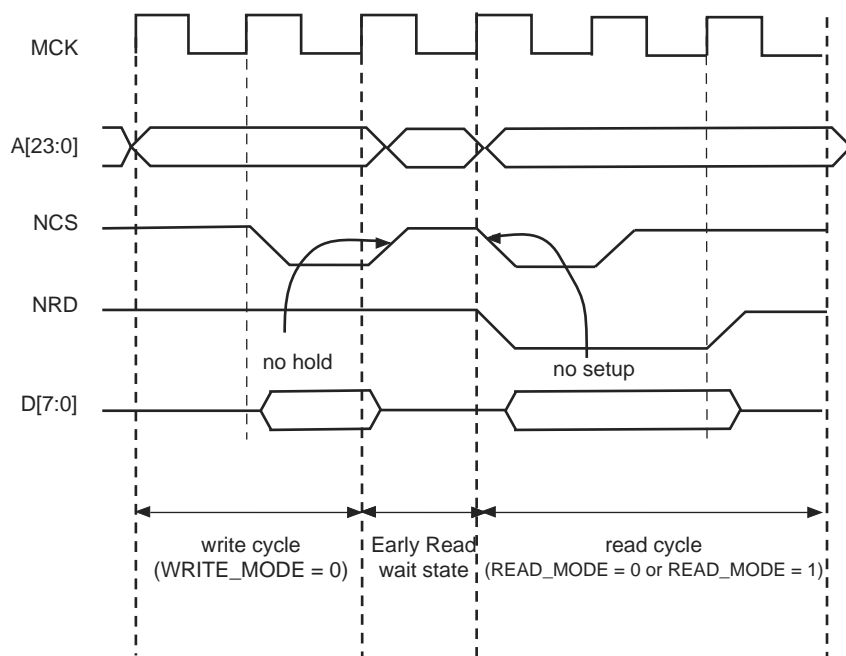 MCK
A[23:0]
NCS
NRD
no hold
no setup
D[7:0]
write cycle
(WRITE_MODE = 0)
Early Read
wait state
read cycle
(READ_MODE = 0 or READ_MODE = 1)